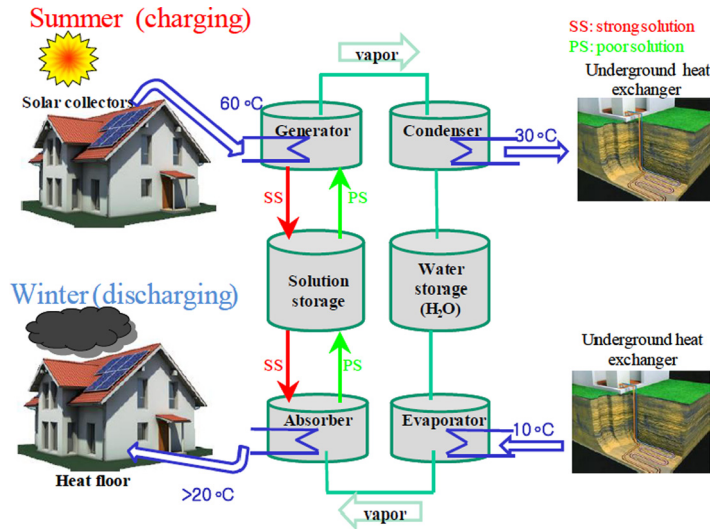 Summer (charging)
SS: strong solution
PS: poor solution
vapor
Underground heat
exchanger
Solar collectors
60 °C
Generator
Condenser
30 °C
SS
PS
Solution
storage
Water
storage
(H₂O)
Winter (discharging)
Underground heat
exchanger
SS
PS
Absorber
Evaporator
10 °C
Heat floor
>20 °C
vapor